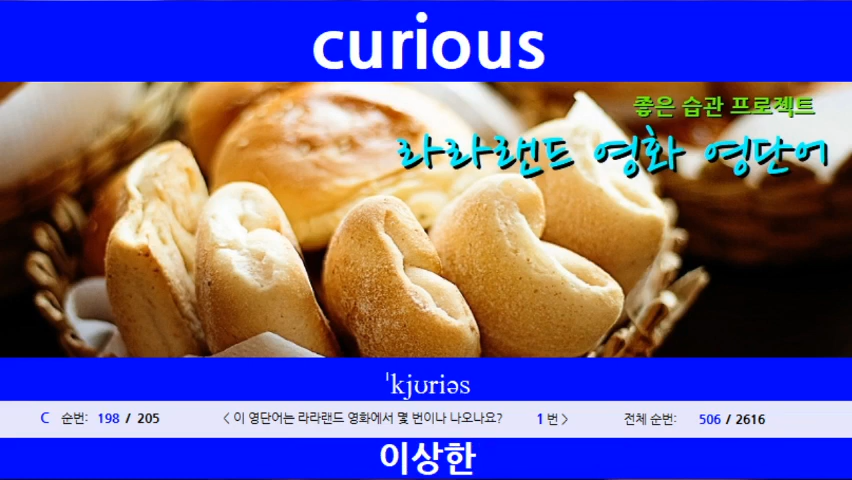 curious
좋은 습관 프로젝트
라라랜드 영화 영단어
ˈkjʊriəs
C 순번: 198 / 205 < 이 영단어는 라라랜드 영화에서 몇 번이나 나오나요? 1 번 > 전체 순번: 506 / 2616
이상한